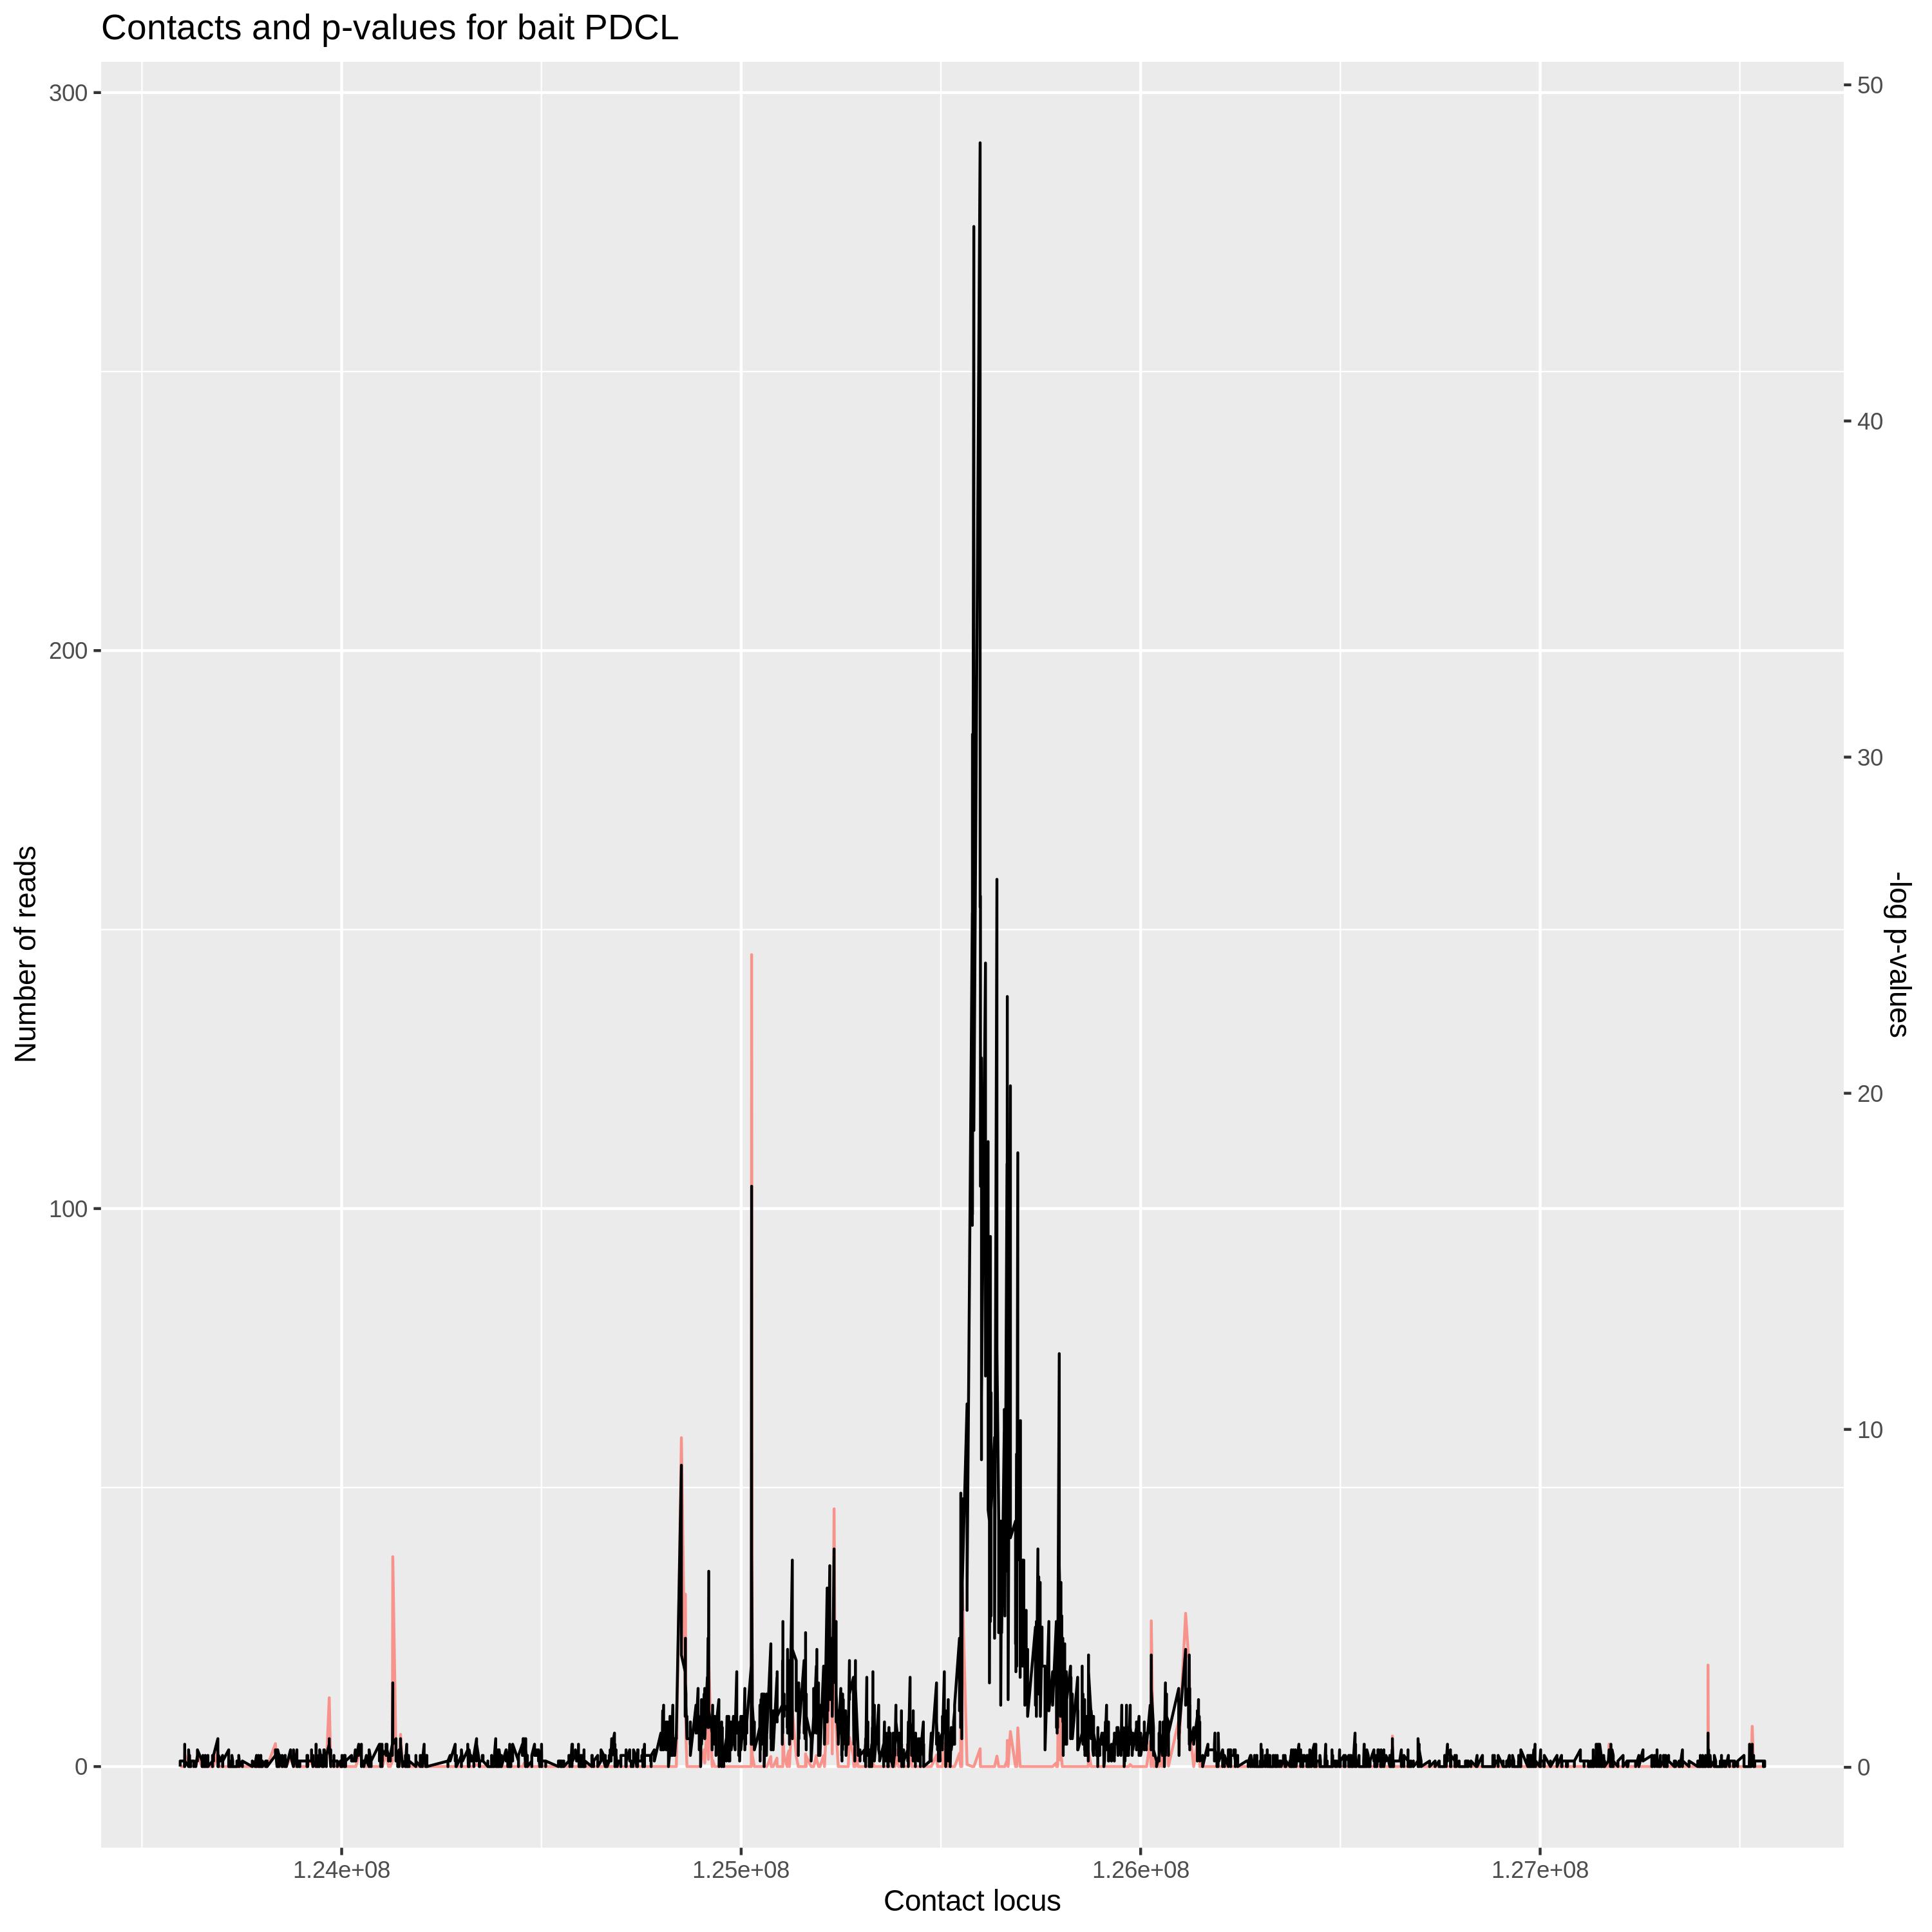 Contacts and p-values for bait PDCL
300
200
100
0
50
40
30
20
10
0
Number of reads
-log p-values
1.24e+08 1.25e+08 1.26e+08 1.27e+08
Contact locus